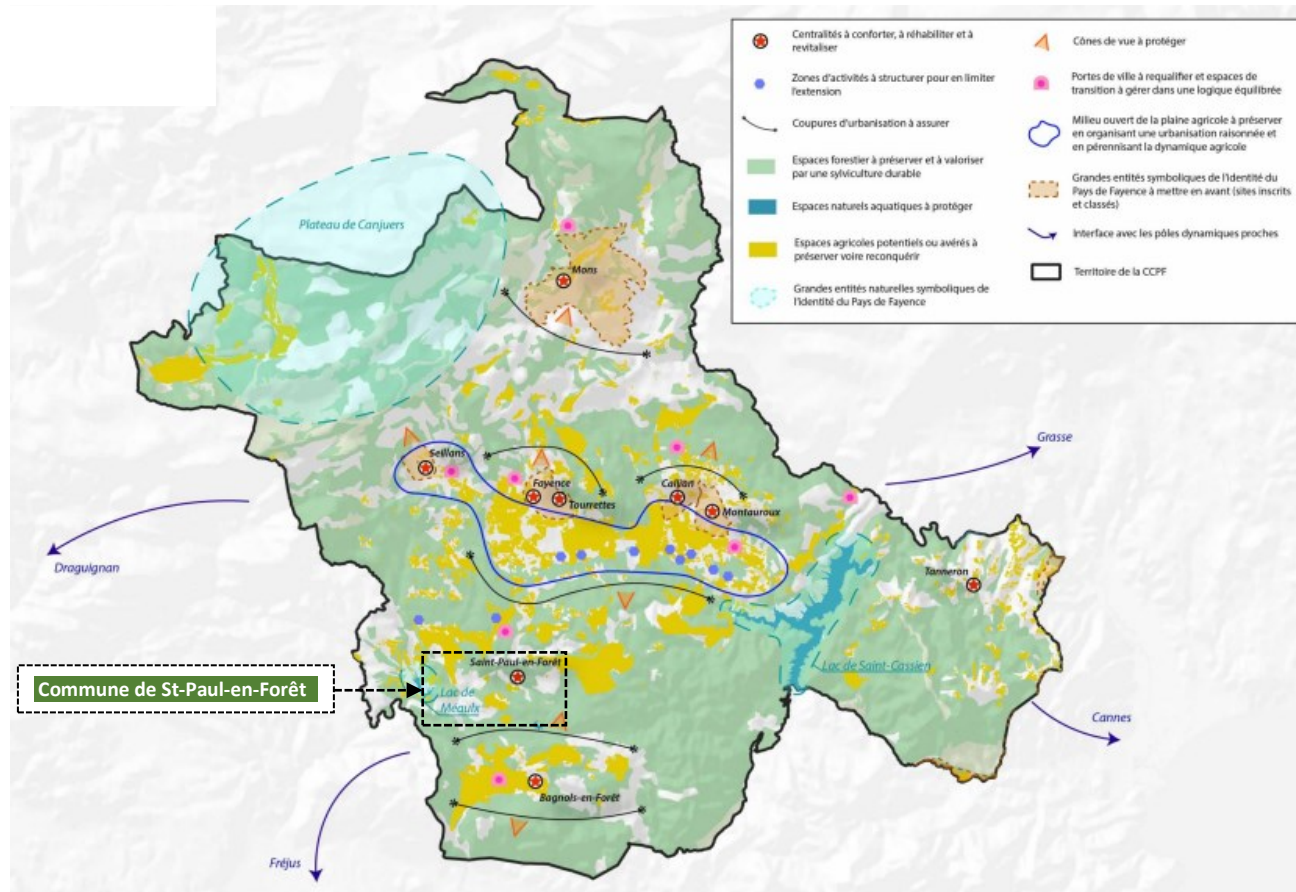 Centralités à conforter, à réhabiliter et à
revitaliser
Zones d'activités à structurer pour en limiter
l'extension
Coupures d'urbanisation à assurer
Espaces forestier à préserver et à valoriser
par une sylviculture durable
Espaces naturels aquatiques à protéger
Espaces agricoles potentiels ou avérés à
préserver voire reconquérir
Grandes entités naturelles symboliques de
l'Identité du Pays de Fayence
Cônes de vue à protéger
Portes de ville à requalifier et espaces de
transition à gérer dans une logique équilibrée
Milieu ouvert de la plaine agricole à préserver
en organisant une urbanisation raisonnée et
en pérennisant la dynamique agricole
Grandes entités symboliques de l'Identité du
Pays de Fayence à mettre en avant (sites inscrits
et classés)
Interface avec les pôles dynamiques proches
Territoire de la CCPF
Plateau de Canjuers
Mons
Grasse
Seillans
Fayence
Tourrettes
Callian
Montauroux
Draguignan
Tanneron
Saint-Paul-en-Forêt
Lac de Saint-Cassien
Commune de St-Paul-en-Forêt
Lac de
Méaulx
Cannes
Bagnols-en-Forêt
Fréjus